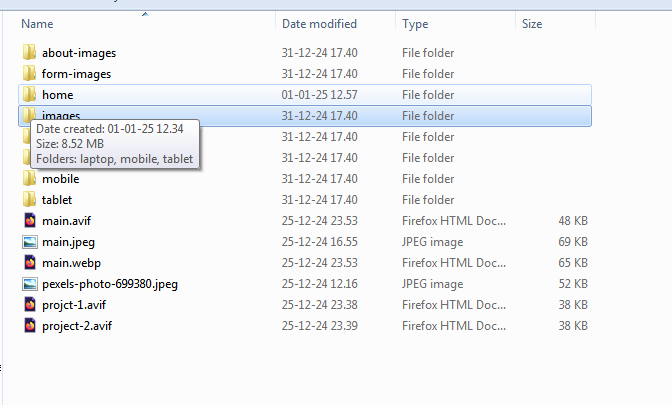 Name Date modified Type Size
about-images 31-12-24 17.40 File folder
form-images 31-12-24 17.40 File folder
home 01-01-25 12.57 File folder
images 31-12-24 17.40 File folder
Date created: 01-01-25 12.34
Size: 8.52 MB
Folders: laptop, mobile, tablet
31-12-24 17.40 File folder
31-12-24 17.40 File folder
mobile 31-12-24 17.40 File folder
tablet 31-12-24 17.40 File folder
main.avif 25-12-24 23.53 Firefox HTML Doc... 48 KB
main.jpeg 25-12-24 16.55 JPEG image 69 KB
main.webp 25-12-24 23.53 Firefox HTML Doc... 65 KB
pexels-photo-699380.jpeg 25-12-24 12.16 JPEG image 52 KB
projct-1.avif 25-12-24 23.38 Firefox HTML Doc... 38 KB
project-2.avif 25-12-24 23.39 Firefox HTML Doc... 38 KB